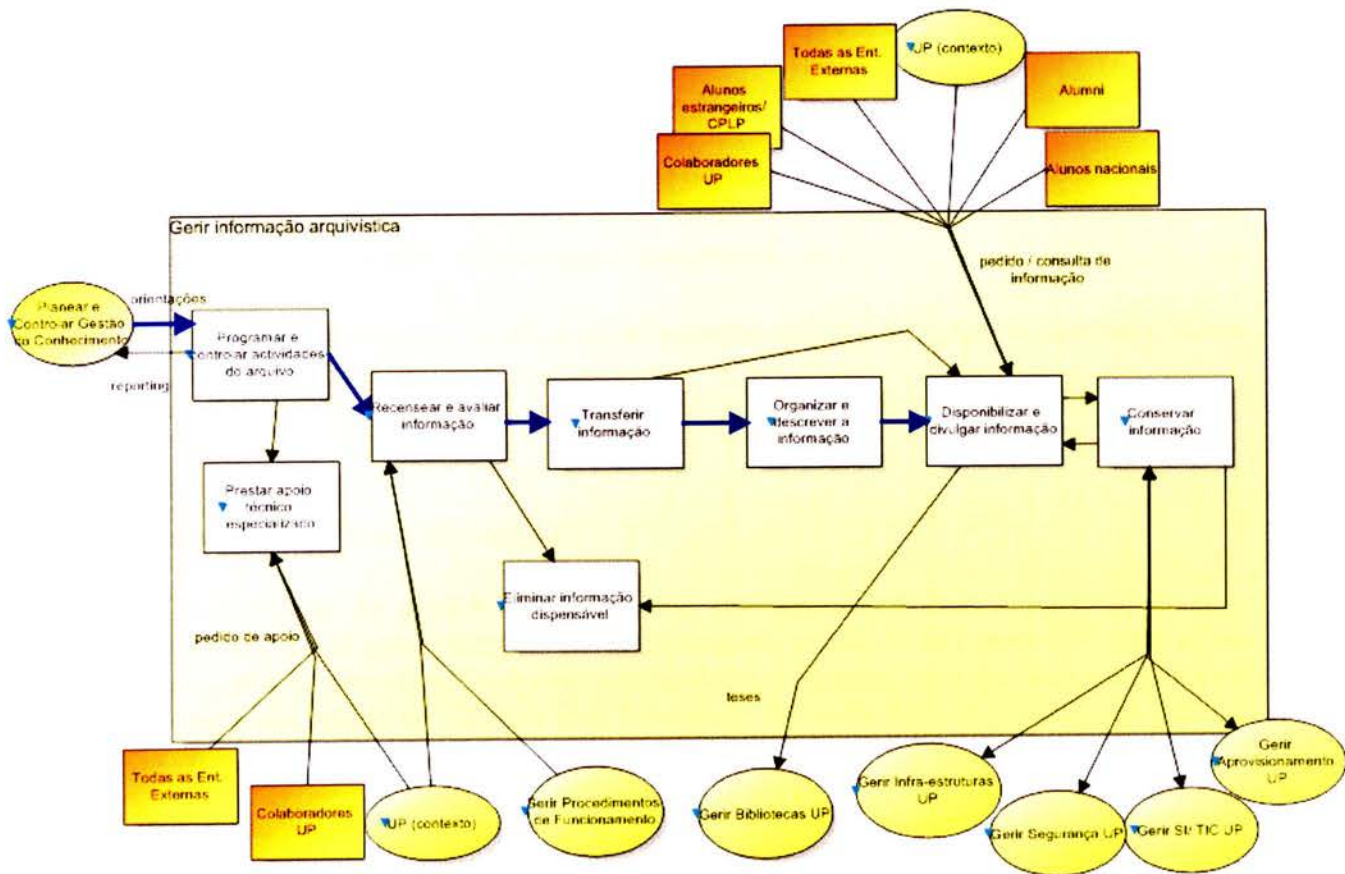 Todas as Ent.
Externas
UP (contexto)
Alunos
estrangeiros/
CPLP
Alumni
Colaboradores
UP
Alunos nacionais
Gerir informação arquivística
pedido / consulta de
informação
orientações
Planear e
Controlar Gestão
do Conhecimento
reporting
Programar e
controlar actividades
do arquivo
Recensear e avaliar
informação
Transferir
informação
Organizar e
descrever a
informação
Disponibilizar e
divulgar informação
Conservar
informação
Prestar apoio
técnico
especializado
Eliminar informação
dispensável
pedido de apoio
teses
Todas as Ent.
Externas
Colaboradores
UP
UP (contexto)
Gerir Procedimentos
de Funcionamento
Gerir Bibliotecas UP
Gerir Infra-estruturas
UP
Gerir Segurança UP
Gerir SI/ TIC UP
Gerir
Aprovisionamento
UP